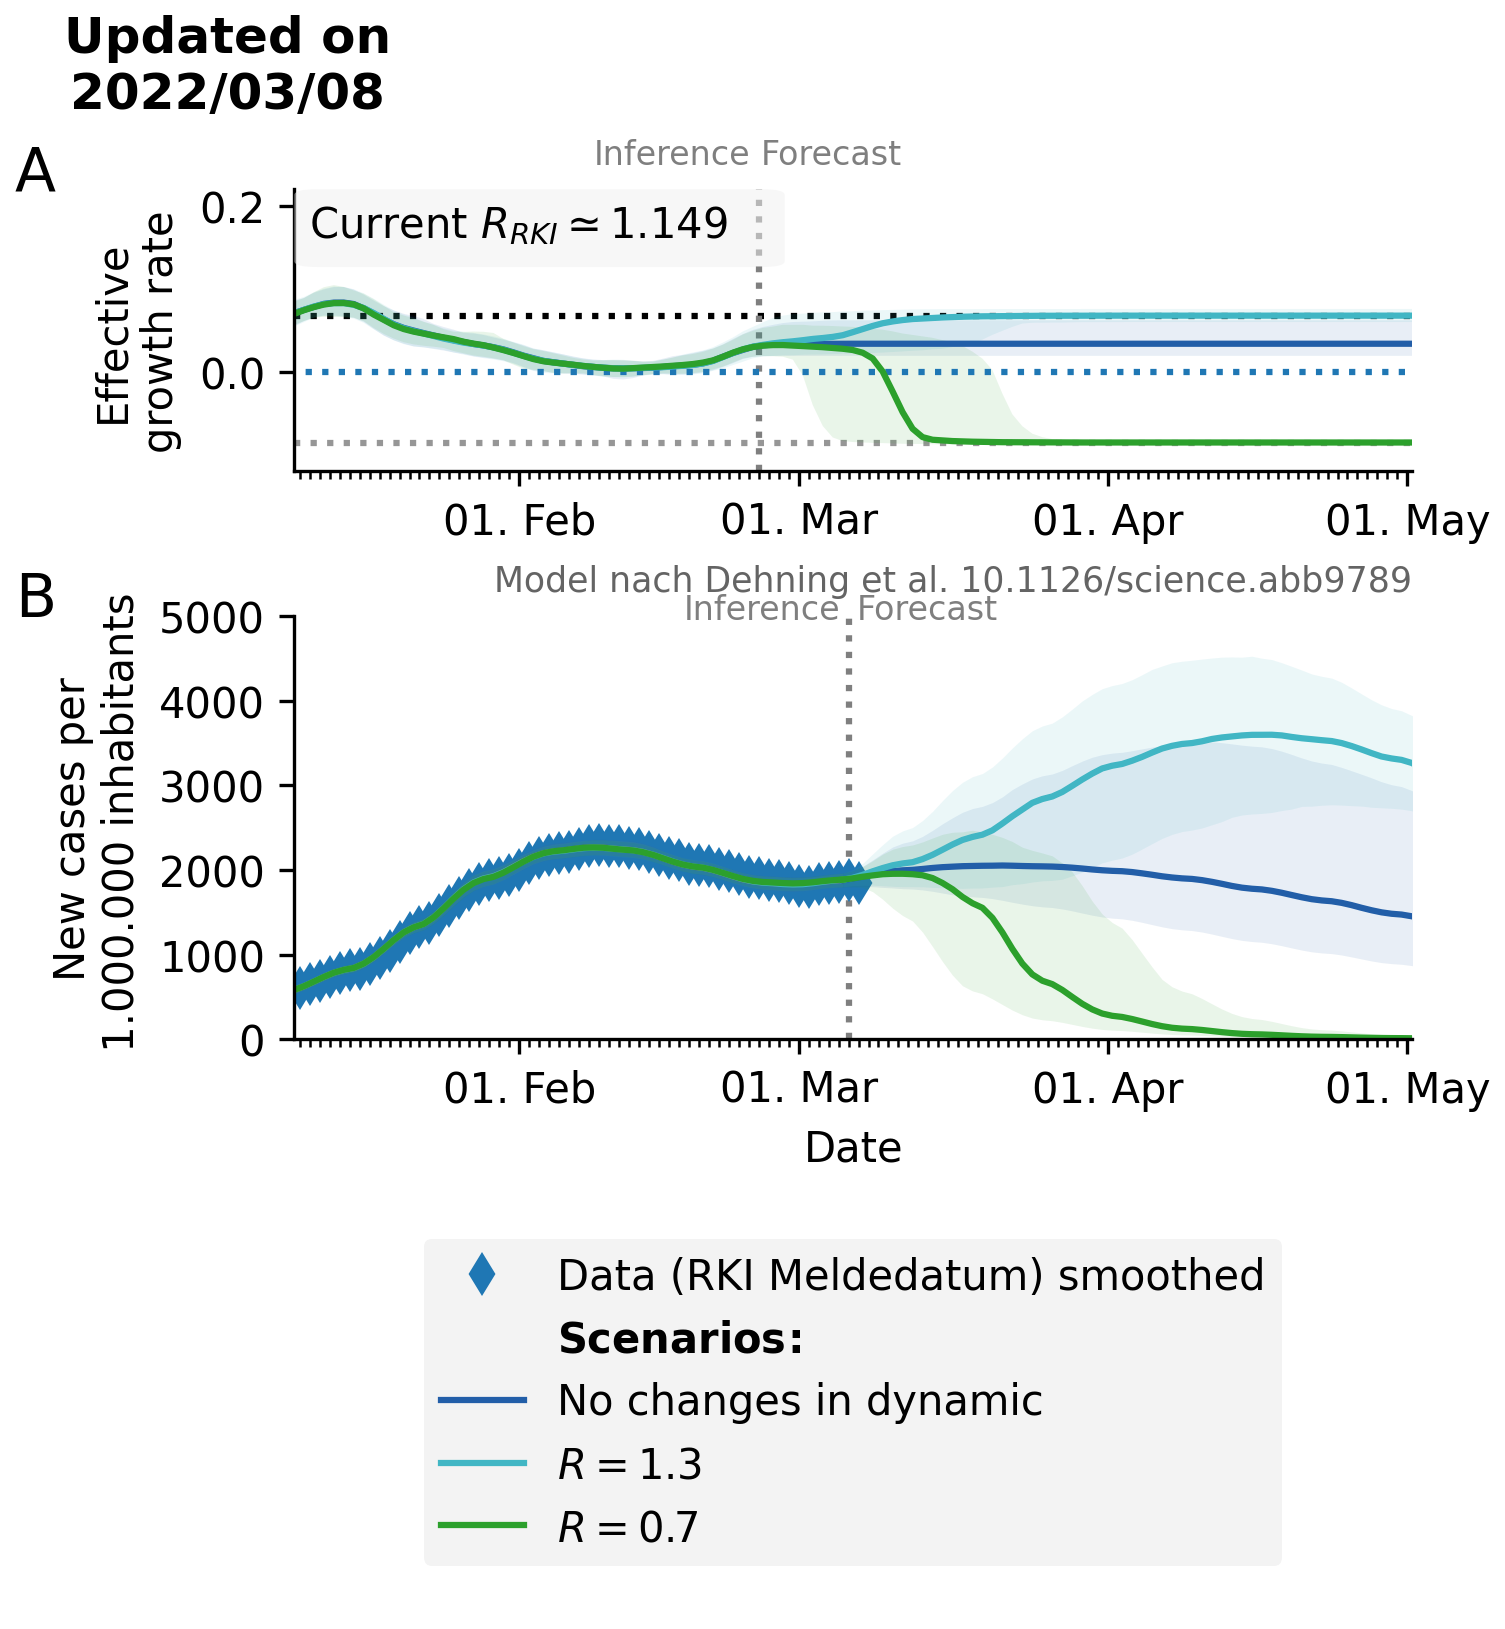 Updated on
2022/03/08
A
Inference Forecast
Effective
growth rate
0.2
0.0
Current R_RKI ≃ 1.149
01. Feb 01. Mar 01. Apr 01. May
B
Model nach Dehning et al. 10.1126/science.abb9789
Inference Forecast
New cases per
1.000.000 inhabitants
5000
4000
3000
2000
1000
0
01. Feb 01. Mar 01. Apr 01. May
Date
Data (RKI Meldedatum) smoothed
Scenarios:
No changes in dynamic
R = 1.3
R = 0.7